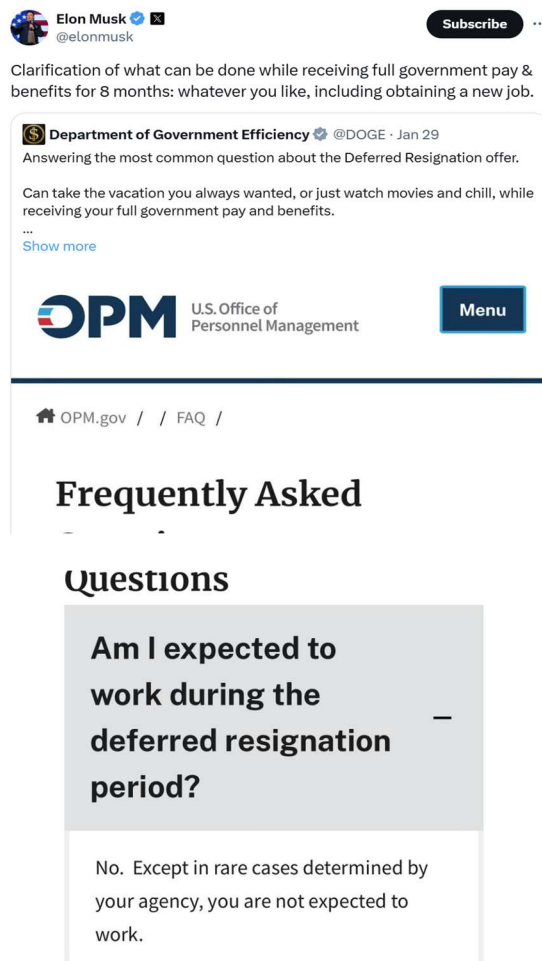 Elon Musk
@elonmusk
Subscribe
Clarification of what can be done while receiving full government pay &
benefits for 8 months: whatever you like, including obtaining a new job.
Department of Government Efficiency @DOGE · Jan 29
Answering the most common question about the Deferred Resignation offer.
Can take the vacation you always wanted, or just watch movies and chill, while
receiving your full government pay and benefits.
...
Show more
OPM
U.S. Office of
Personnel Management
Menu
OPM.gov / / FAQ /
Frequently Asked
Questions
Am I expected to
work during the
deferred resignation
period?
No. Except in rare cases determined by
your agency, you are not expected to
work.